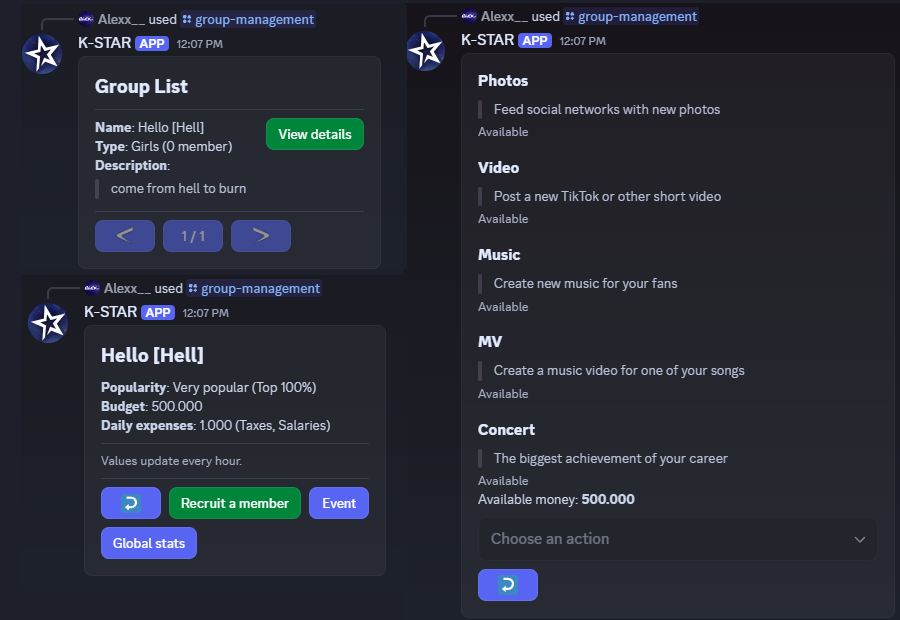 Alexx__ used group-management
K-STAR APP 12:07 PM
Group List
Name: Hello [Hell]
Type: Girls (0 member)
Description:
come from hell to burn
View details
< 1 / 1 >
Alexx__ used group-management
K-STAR APP 12:07 PM
Hello [Hell]
Popularity: Very popular (Top 100%)
Budget: 500.000
Daily expenses: 1.000 (Taxes, Salaries)
Values update every hour.
Recruit a member
Event
Global stats
Alexx__ used group-management
K-STAR APP 12:07 PM
Photos
Feed social networks with new photos
Available
Video
Post a new TikTok or other short video
Available
Music
Create new music for your fans
Available
MV
Create a music video for one of your songs
Available
Concert
The biggest achievement of your career
Available
Available money: 500.000
Choose an action